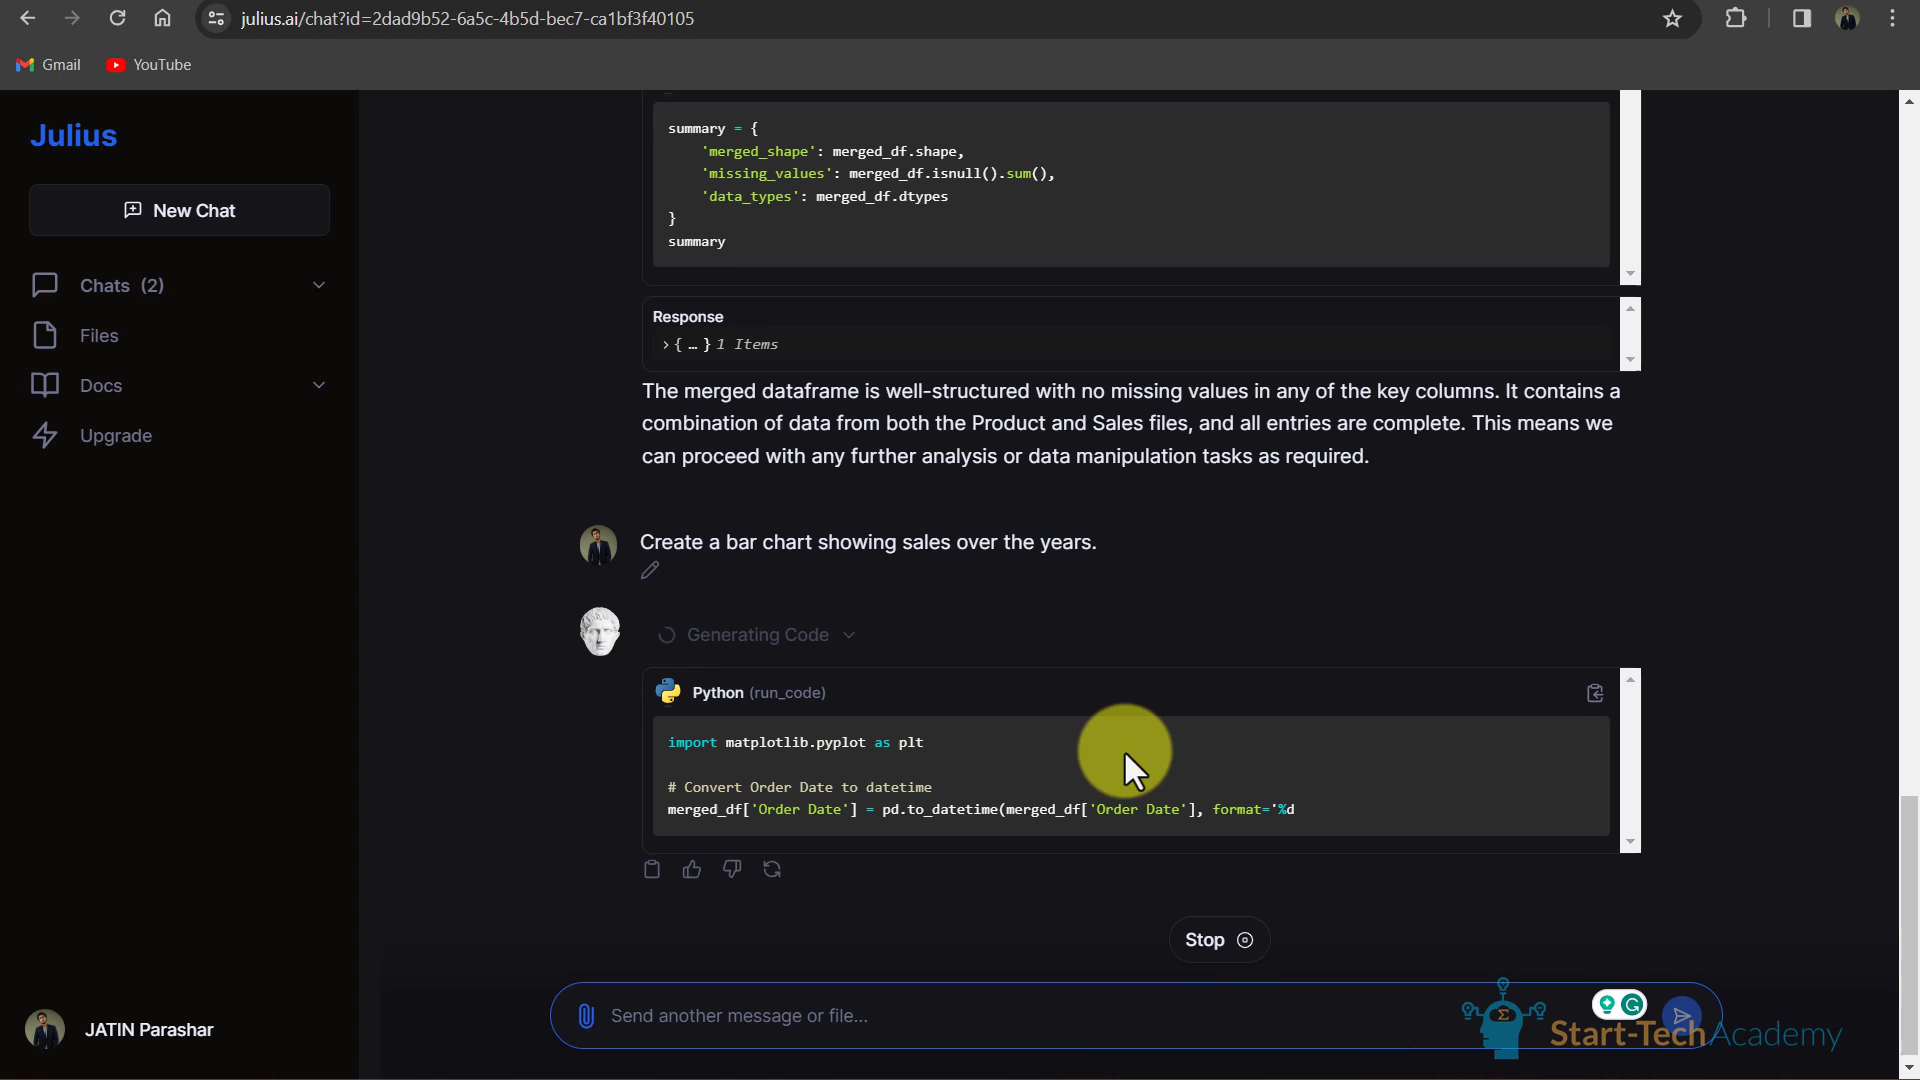 julius.ai/chat?id=2dad9b52-6a5c-4b5d-bec7-ca1bf3f40105
Gmail
YouTube
Julius
New Chat
Chats (2)
Files
Docs
Upgrade
JATIN Parashar
summary = {
'merged_shape': merged_df.shape,
'missing_values': merged_df.isnull().sum(),
'data_types': merged_df.dtypes
}
summary
Response
>{ … } 1 Items
The merged dataframe is well-structured with no missing values in any of the key columns. It contains a
combination of data from both the Product and Sales files, and all entries are complete. This means we
can proceed with any further analysis or data manipulation tasks as required.
Create a bar chart showing sales over the years.
Generating Code
Python (run_code)
import matplotlib.pyplot as plt
# Convert Order Date to datetime
merged_df['Order Date'] = pd.to_datetime(merged_df['Order Date'], format='%d
Stop
Send another message or file...
Start-Tech Academy